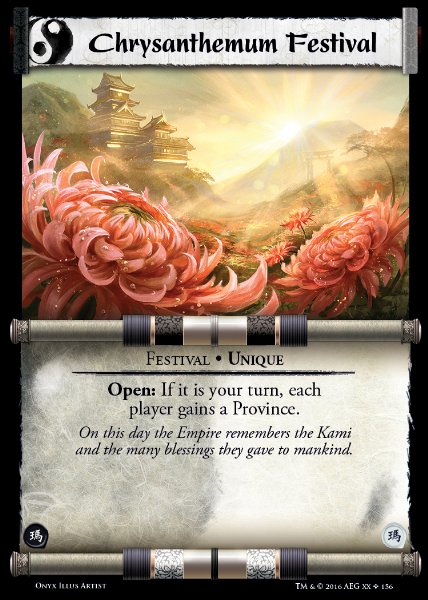 Chrysanthemum Festival
Festival • Unique
Open: If it is your turn, each
player gains a Province.
On this day the Empire remembers the Kami
and the many blessings they gave to mankind.
瑪
瑪
Onyx Illus Artist
TM & © 2016 AEG XX ❖ 156